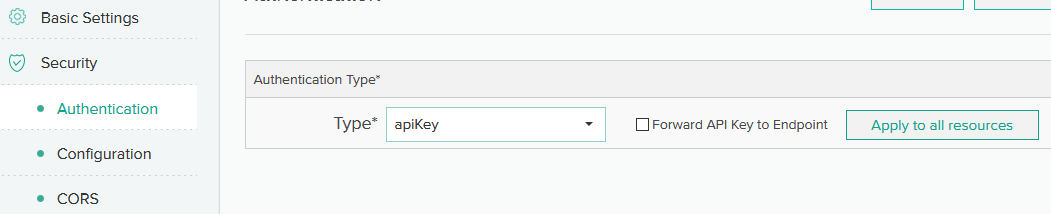 Basic Settings
Security
Authentication
Configuration
CORS
Authentication Type*
Type* apiKey Forward API Key to Endpoint Apply to all resources